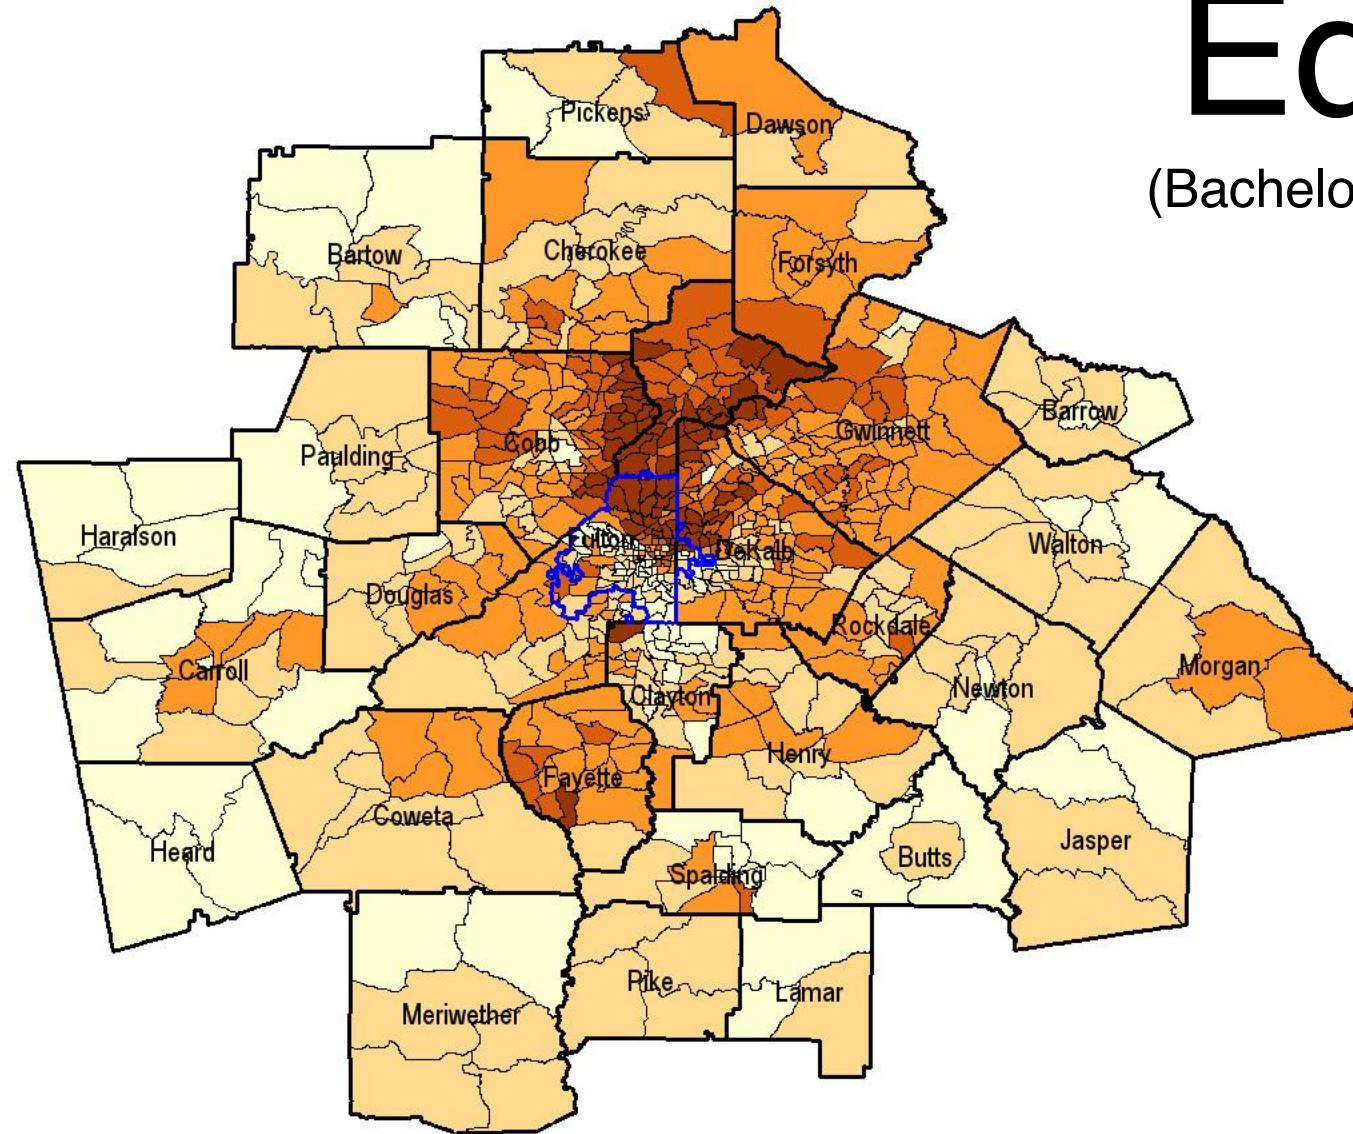 Ec
(Bachelo
Pickens
Dawson
Bartow
Cherokee
Forsyth
Barrow
Gwinnett
Cobb
Paulding
Haralson
Fulton
DeKalb
Walton
Douglas
Rockdale
Carroll
Morgan
Clayton
Newton
Henry
Fayette
Coweta
Heard
Jasper
Butts
Spalding
Pike
Lamar
Meriwether